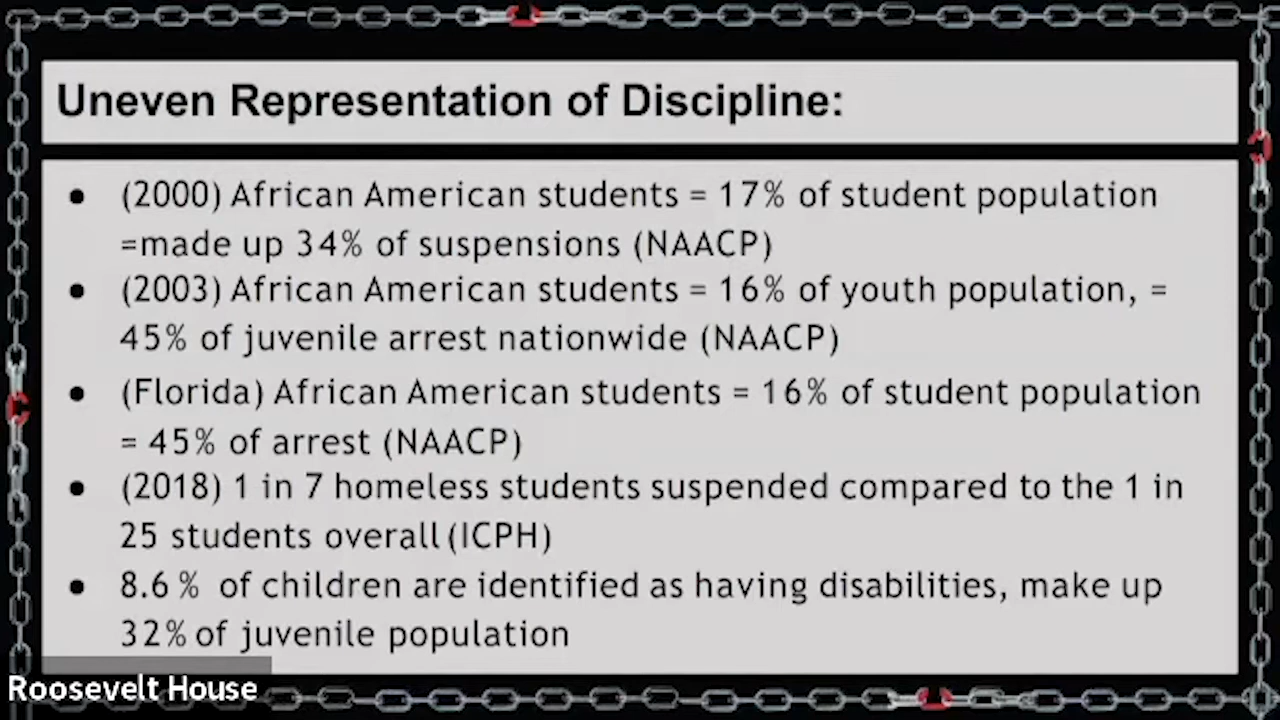 Uneven Representation of Discipline:
• (2000) African American students = 17% of student population
=made up 34% of suspensions (NAACP)
• (2003) African American students = 16% of youth population, =
45% of juvenile arrest nationwide (NAACP)
• (Florida) African American students = 16% of student population
= 45% of arrest (NAACP)
• (2018) 1 in 7 homeless students suspended compared to the 1 in
25 students overall (ICPH)
• 8.6 % of children are identified as having disabilities, make up
32% of juvenile population
Roosevelt House